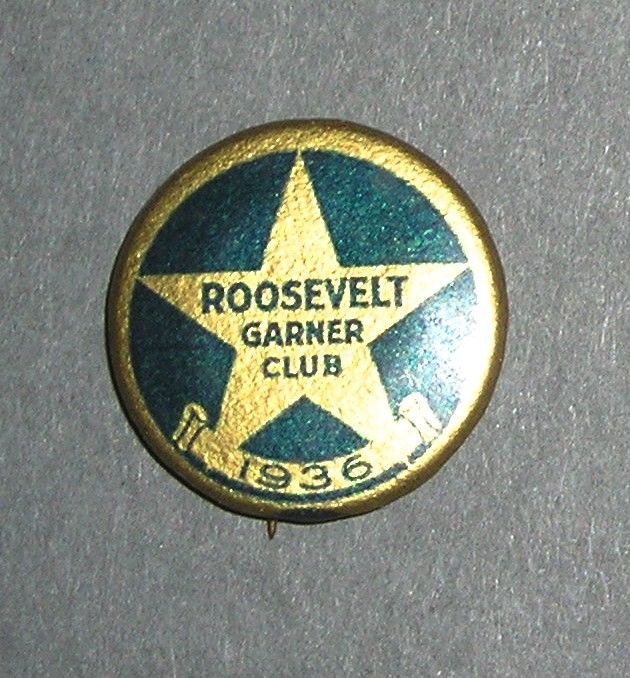 ROOSEVELT
GARNER
CLUB
1936